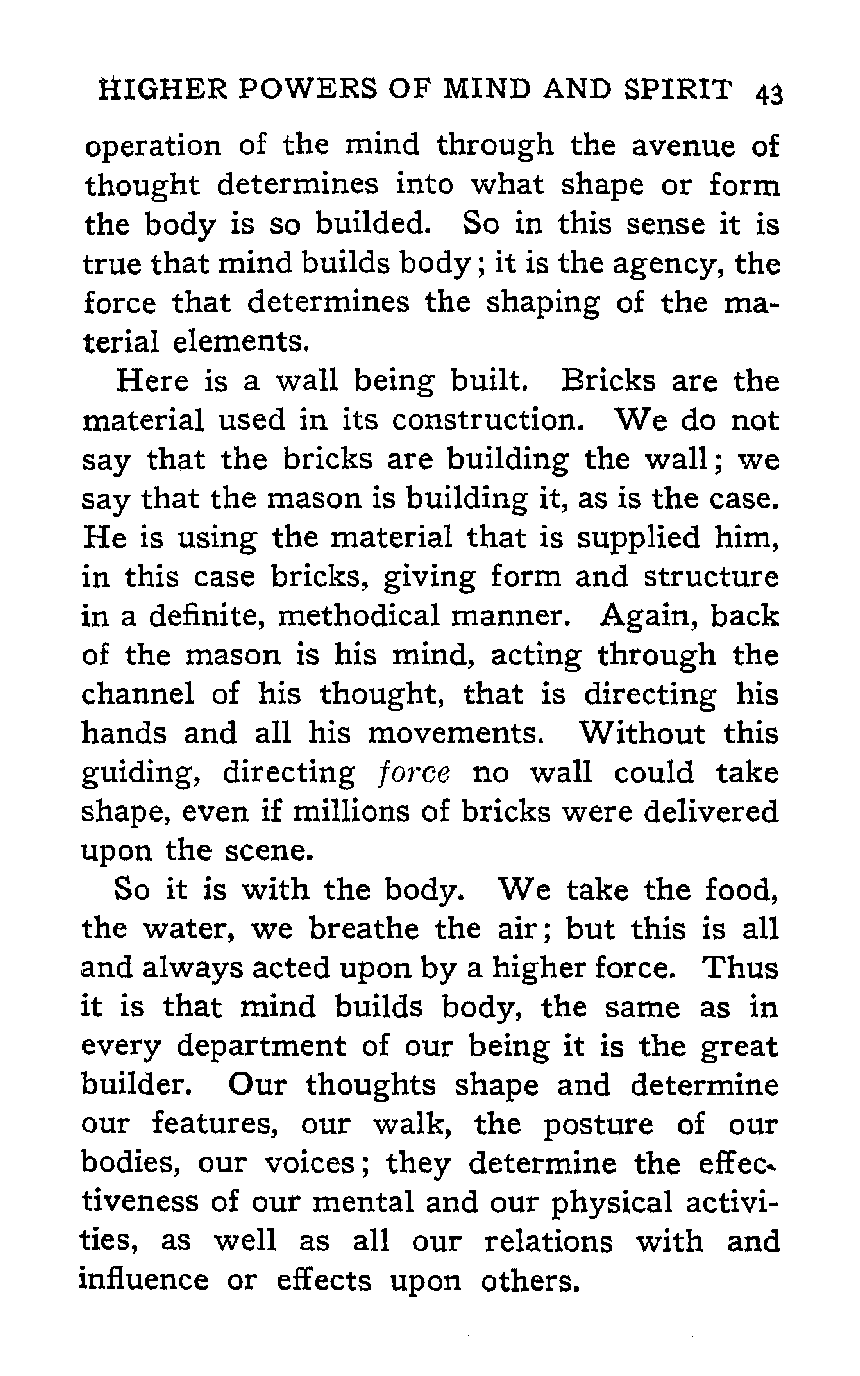 HIGHER POWERS OF MIND AND SPIRIT 43
operation of the mind through the avenue of
thought determines into what shape or form
the body is so builded. So in this sense it is
true that mind builds body; it is the agency, the
force that determines the shaping of the ma-
terial elements.
Here is a wall being built. Bricks are the
material used in its construction. We do not
say that the bricks are building the wall; we
say that the mason is building it, as is the case.
He is using the material that is supplied him,
in this case bricks, giving form and structure
in a definite, methodical manner. Again, back
of the mason is his mind, acting through the
channel of his thought, that is directing his
hands and all his movements. Without this
guiding, directing force no wall could take
shape, even if millions of bricks were delivered
upon the scene.
So it is with the body. We take the food,
the water, we breathe the air; but this is all
and always acted upon by a higher force. Thus
it is that mind builds body, the same as in
every department of our being it is the great
builder. Our thoughts shape and determine
our features, our walk, the posture of our
bodies, our voices; they determine the effec-
tiveness of our mental and our physical activi-
ties, as well as all our relations with and
influence or effects upon others.